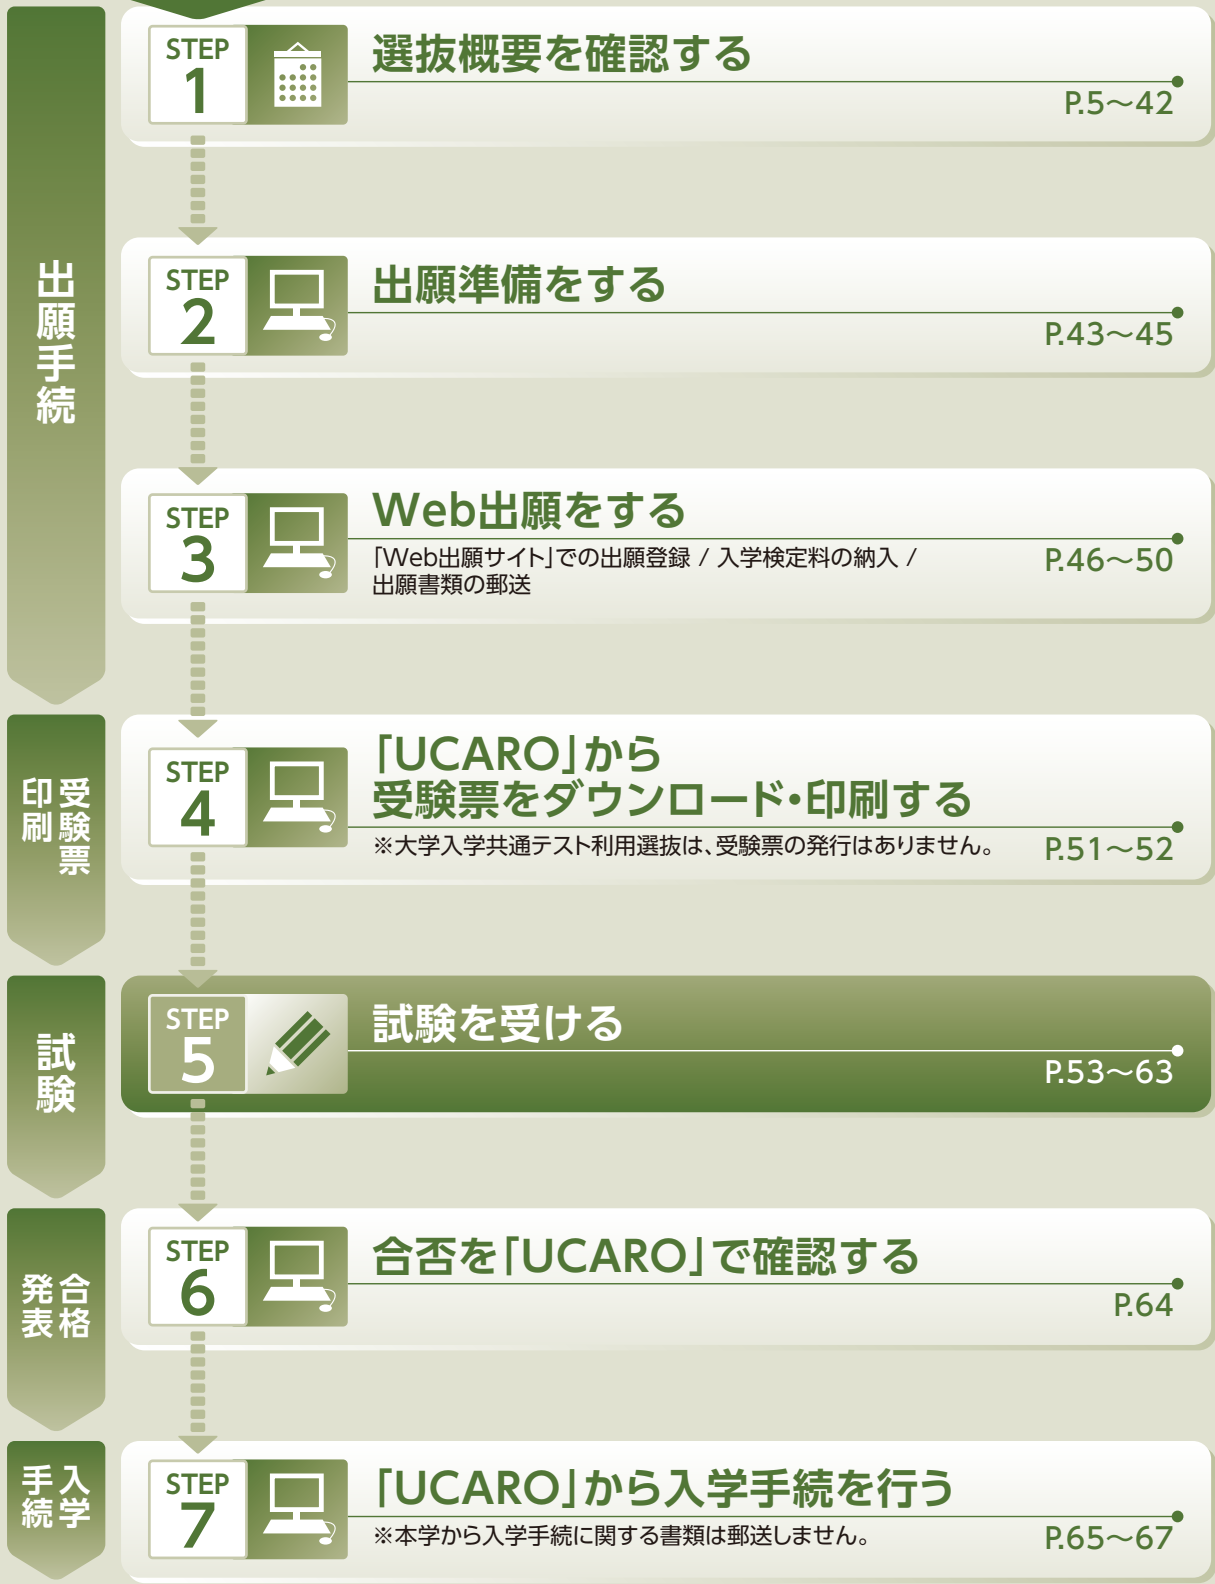 出願手続
STEP
1
選抜概要を確認する
P.5～42
STEP
2
出願準備をする
P.43～45
STEP
3
Web出願をする
「Web出願サイト」での出願登録 / 入学検定料の納入 /
出願書類の郵送
P.46～50
受験票
印刷
STEP
4
「UCARO」から
受験票をダウンロード・印刷する
※大学入学共通テスト利用選抜は、受験票の発行はありません。
P.51～52
試験
STEP
5
試験を受ける
P.53～63
合格
発表
STEP
6
合否を「UCARO」で確認する
P.64
入学
手続
STEP
7
「UCARO」から入学手続を行う
※本学から入学手続に関する書類は郵送しません。
P.65～67